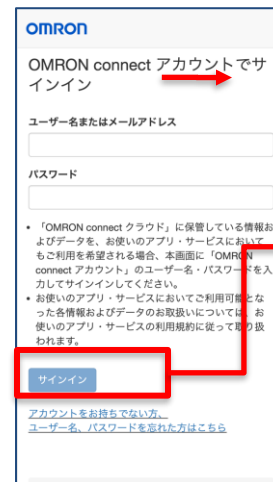 OMRON
OMRON connect アカウントでサ
インイン
ユーザー名またはメールアドレス
パスワード
• 「OMRON connect クラウド」に保管している情報お
よびデータを、お使いのアプリ・サービスにおいて
もご利用を希望される場合、本画面に「OMRON
connect アカウント」のユーザー名・パスワードを入
力してサインインしてください。
• お使いのアプリ・サービスにおいてご利用可能とな
った各情報およびデータのお取扱いについては、お
使いのアプリ・サービスの利用規約に従って取り扱
われます。
サインイン
アカウントをお持ちでない方、
ユーザー名、パスワードを忘れた方はこちら